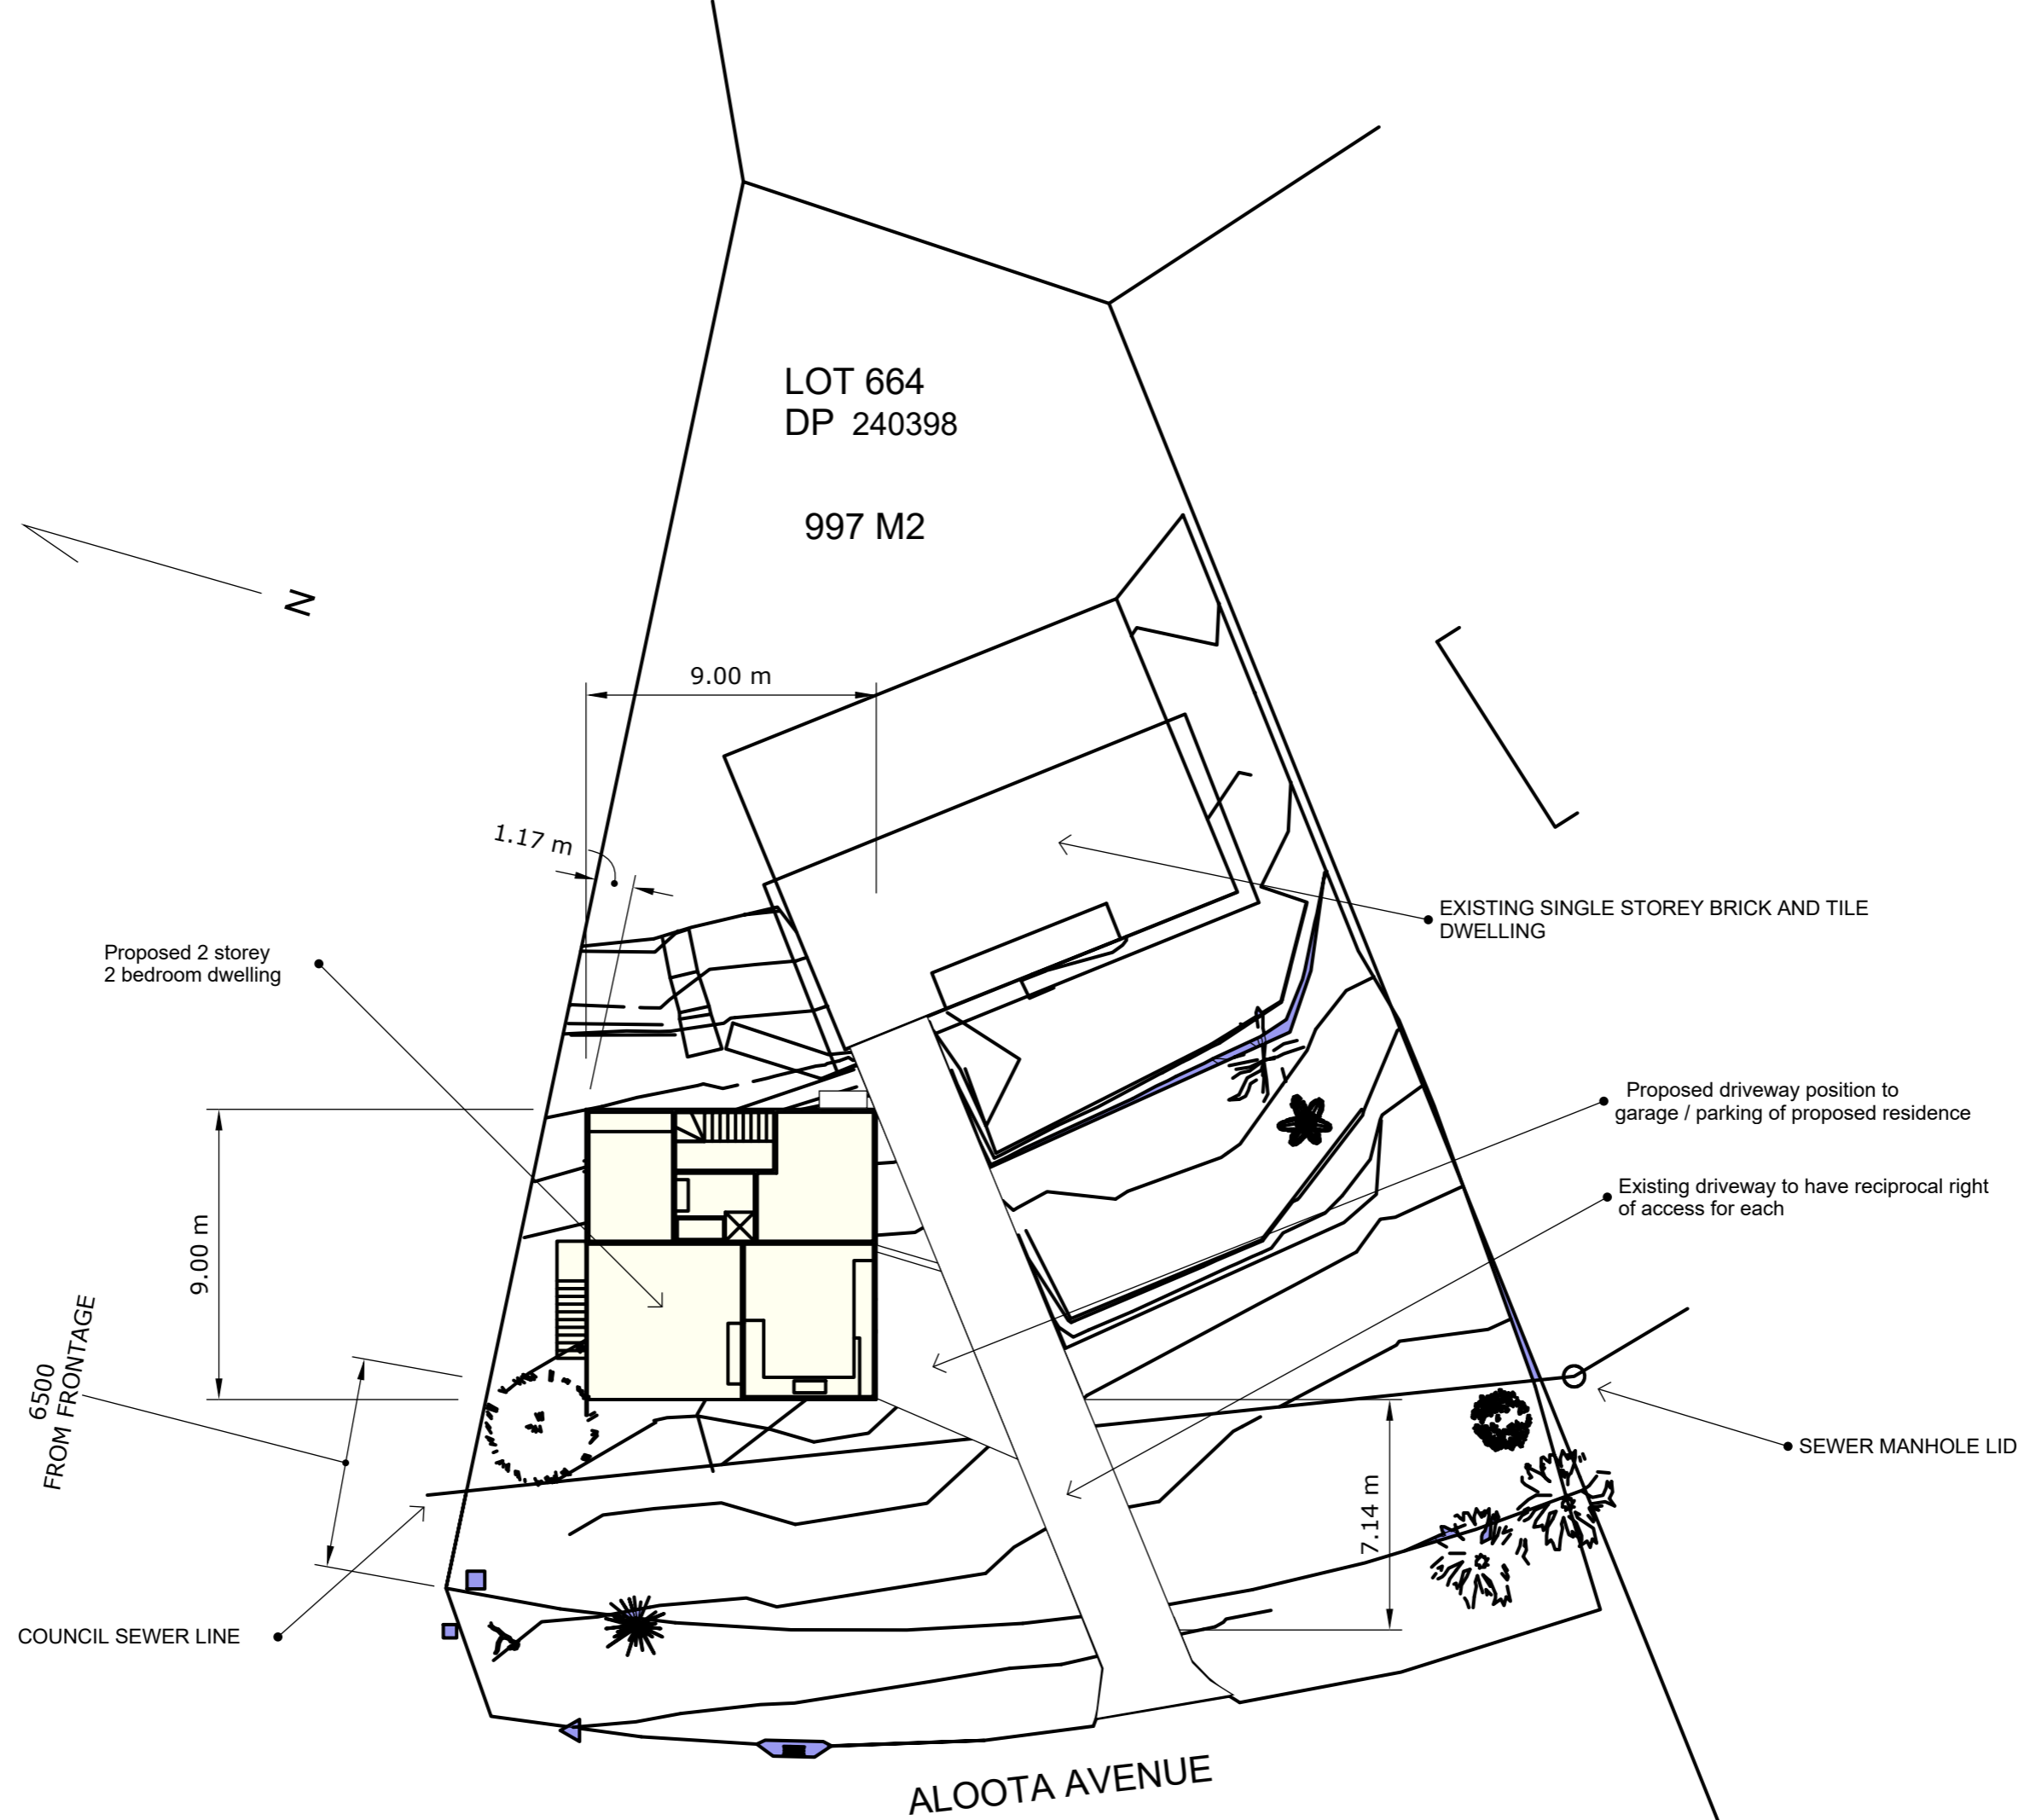 LOT 664
DP 240398
997 M2
N
9.00 m
1.17 m
EXISTING SINGLE STOREY BRICK AND TILE
DWELLING
Proposed 2 storey
2 bedroom dwelling
Proposed driveway position to
garage / parking of proposed residence
Existing driveway to have reciprocal right
of access for each
9.00 m
6500
FROM FRONTAGE
SEWER MANHOLE LID
7.14 m
COUNCIL SEWER LINE
ALOOTA AVENUE